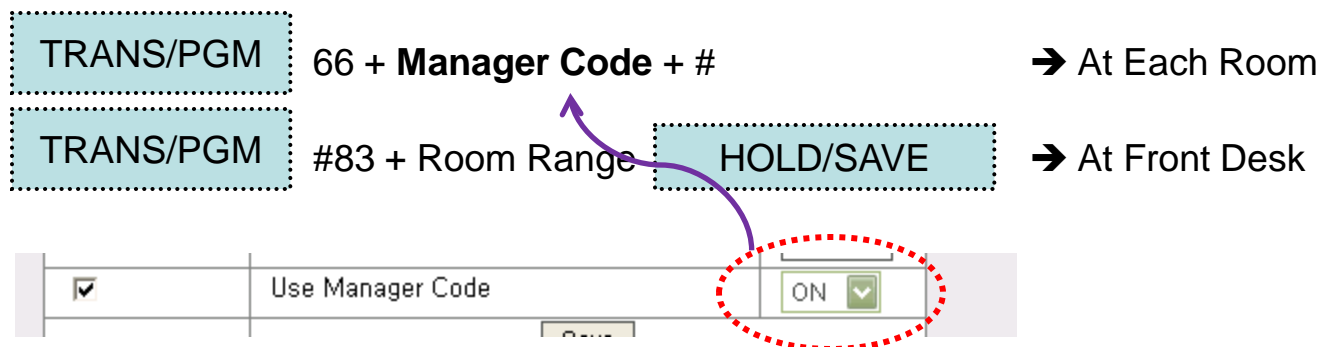 TRANS/PGM 66 + Manager Code + # ➔ At Each Room
TRANS/PGM #83 + Room Range HOLD/SAVE ➔ At Front Desk
Use Manager Code ON